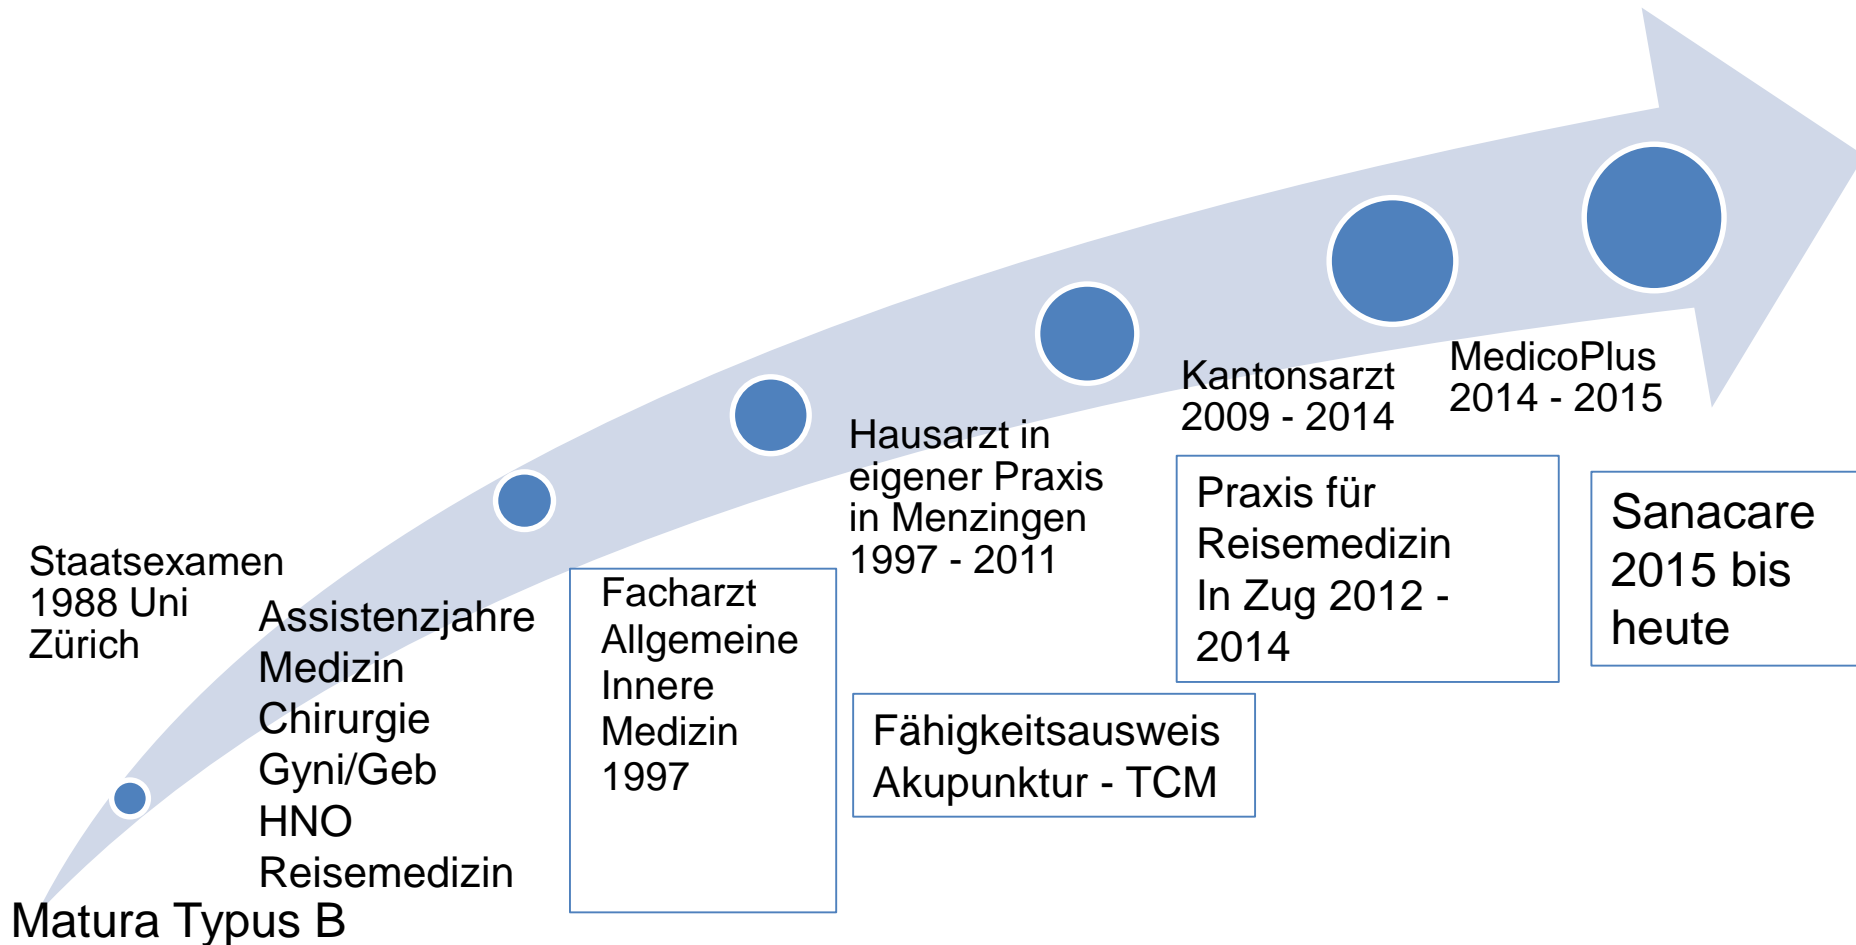 Matura Typus B
Staatsexamen
1988 Uni
Zürich
Assistenzjahre
Medizin
Chirurgie
Gyni/Geb
HNO
Reisemedizin
Facharzt
Allgemeine
Innere
Medizin
1997
Hausarzt in
eigener Praxis
in Menzingen
1997 - 2011
Fähigkeitsausweis
Akupunktur - TCM
Kantonsarzt
2009 - 2014
Praxis für
Reisemedizin
In Zug 2012 -
2014
MedicoPlus
2014 - 2015
Sanacare
2015 bis
heute